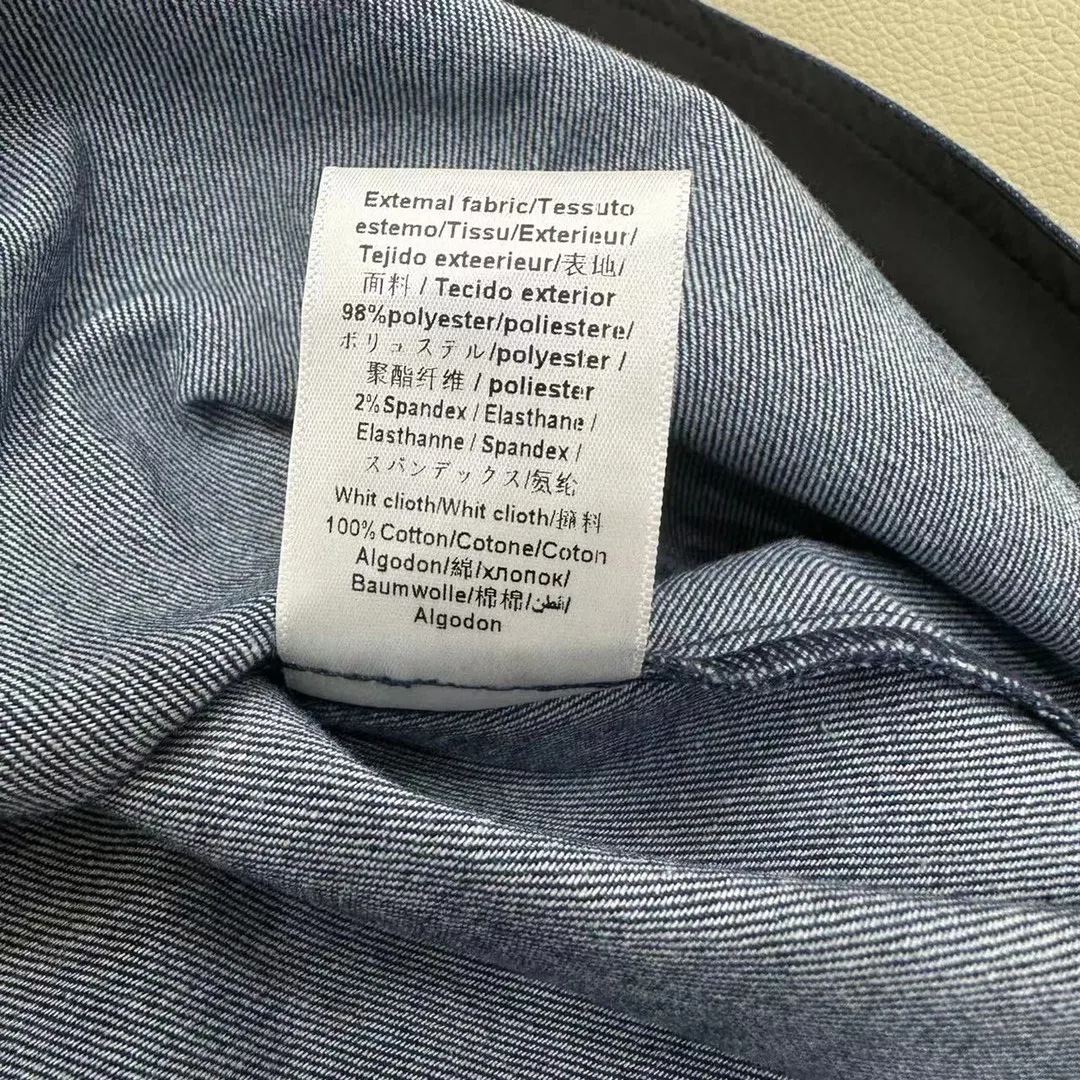 Extemal fabric/Tessuto
estemo/Tissu/Exterieur/
Tejido exteerieur/表地/
面料 / Tecido exterior
98%polyester/poliestere/
ポリュステル/polyester /
聚酯纤维 / poliester
2%Spandex / Elasthane /
Elasthanne / Spandex /
スパンデックス/氨纶
Whit clioth/Whit clioth/料
100% Cotton/Cotone/Coton
Algodon/綿/хлопок/
Baumwolle/棉棉/قطن/
Algodon